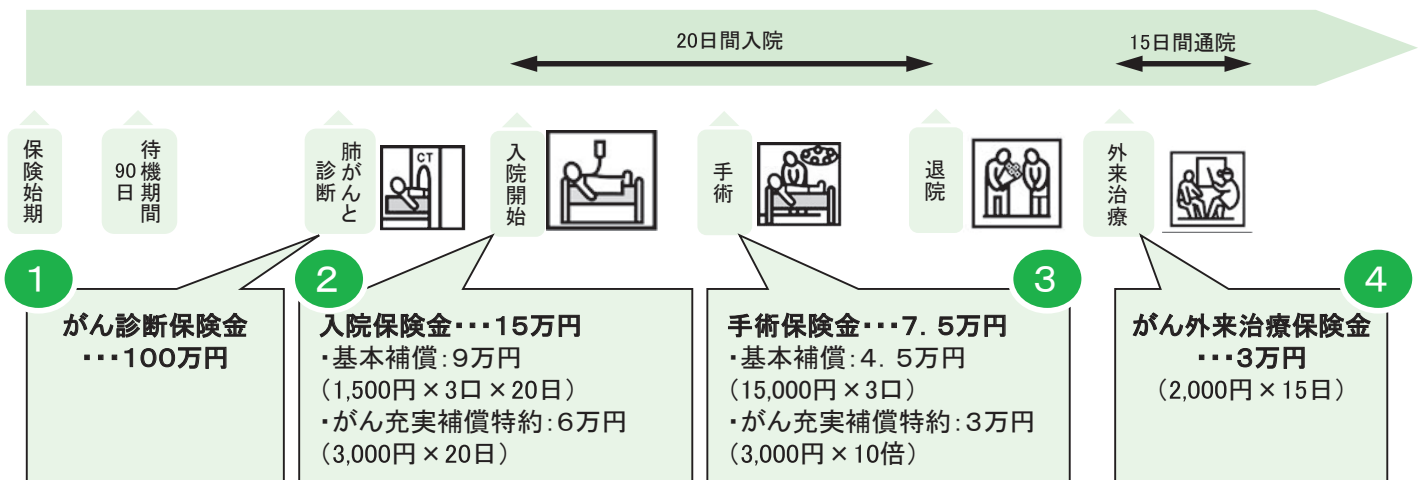 20日間入院
15日間通院
保険始期
待機期間
90日
肺がんと
診断
CT
入院開始
手術
退院
外来治療
1
がん診断保険金
･･･100万円
2
入院保険金･･･15万円
・基本補償：9万円
（1,500円×3口×20日）
・がん充実補償特約：6万円
（3,000円×20日）
3
手術保険金･･･7．5万円
・基本補償：4．5万円
（15,000円×3口）
・がん充実補償特約：3万円
（3,000円×10倍）
4
がん外来治療保険金
･･･3万円
（2,000円×15日）